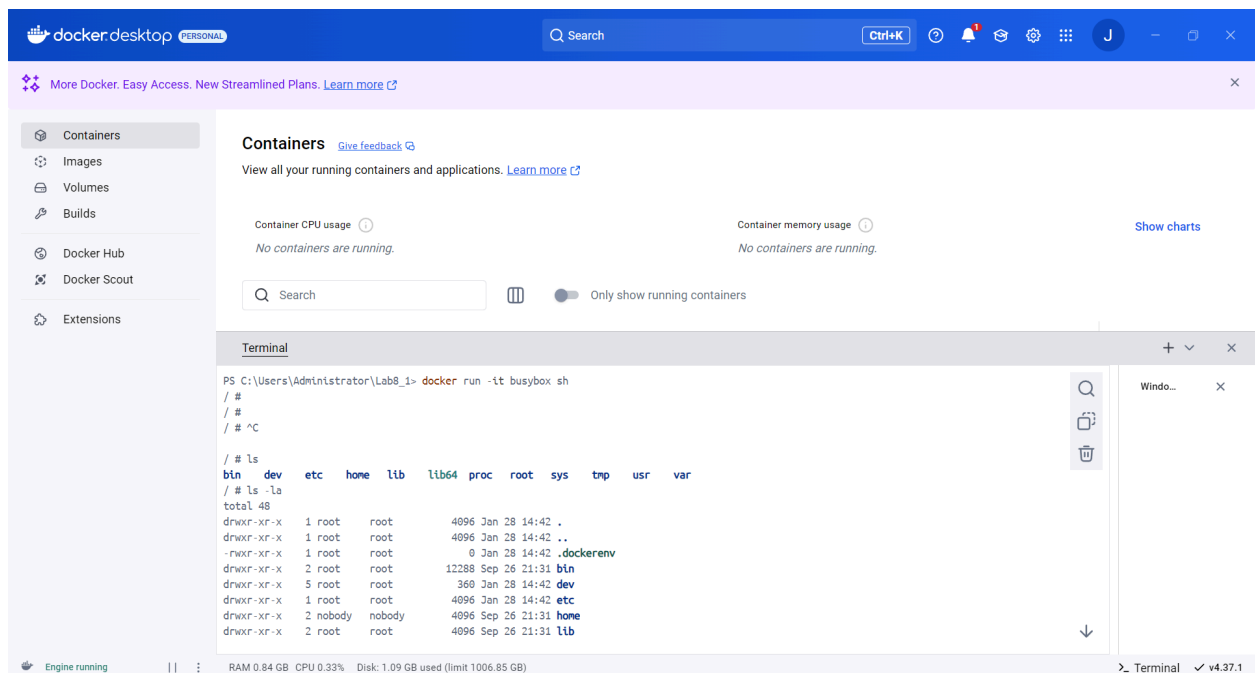 docker.desktop PERSONAL Search Ctrl+K 1 J
More Docker. Easy Access. New Streamlined Plans. Learn more
Containers
Images
Volumes
Builds
Docker Hub
Docker Scout
Extensions
Containers Give feedback
View all your running containers and applications. Learn more
Container CPU usage
No containers are running.
Container memory usage
No containers are running.
Show charts
Search
Only show running containers
Terminal
PS C:\Users\Administrator\Lab8_1> docker run -it busybox sh
/ #
/ #
/ # ^C
/ # ls
bin dev etc home lib lib64 proc root sys tmp usr var
/ # ls -la
total 48
drwxr-xr-x 1 root root 4096 Jan 28 14:42 .
drwxr-xr-x 1 root root 4096 Jan 28 14:42 ..
-rwxr-xr-x 1 root root 0 Jan 28 14:42 .dockerenv
drwxr-xr-x 2 root root 12288 Sep 26 21:31 bin
drwxr-xr-x 5 root root 360 Jan 28 14:42 dev
drwxr-xr-x 1 root root 4096 Jan 28 14:42 etc
drwxr-xr-x 2 nobody nobody 4096 Sep 26 21:31 home
drwxr-xr-x 2 root root 4096 Sep 26 21:31 lib
Windo...
Engine running RAM 0.84 GB CPU 0.33% Disk: 1.09 GB used (limit 1006.85 GB) Terminal v4.37.1